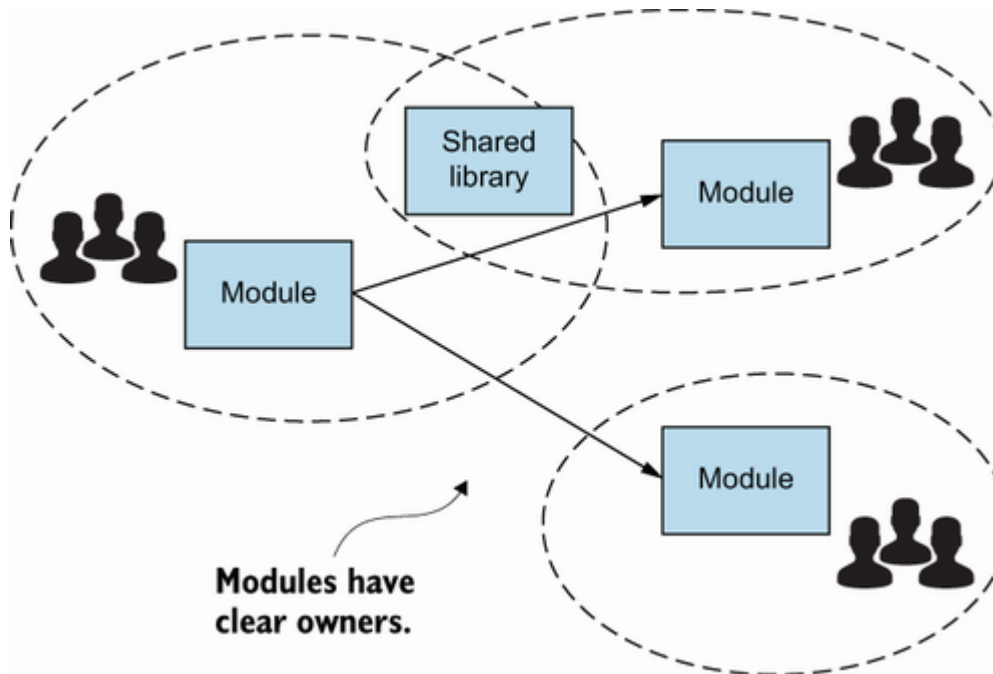 Shared
library
Module
Module
Module
Modules have
clear owners.